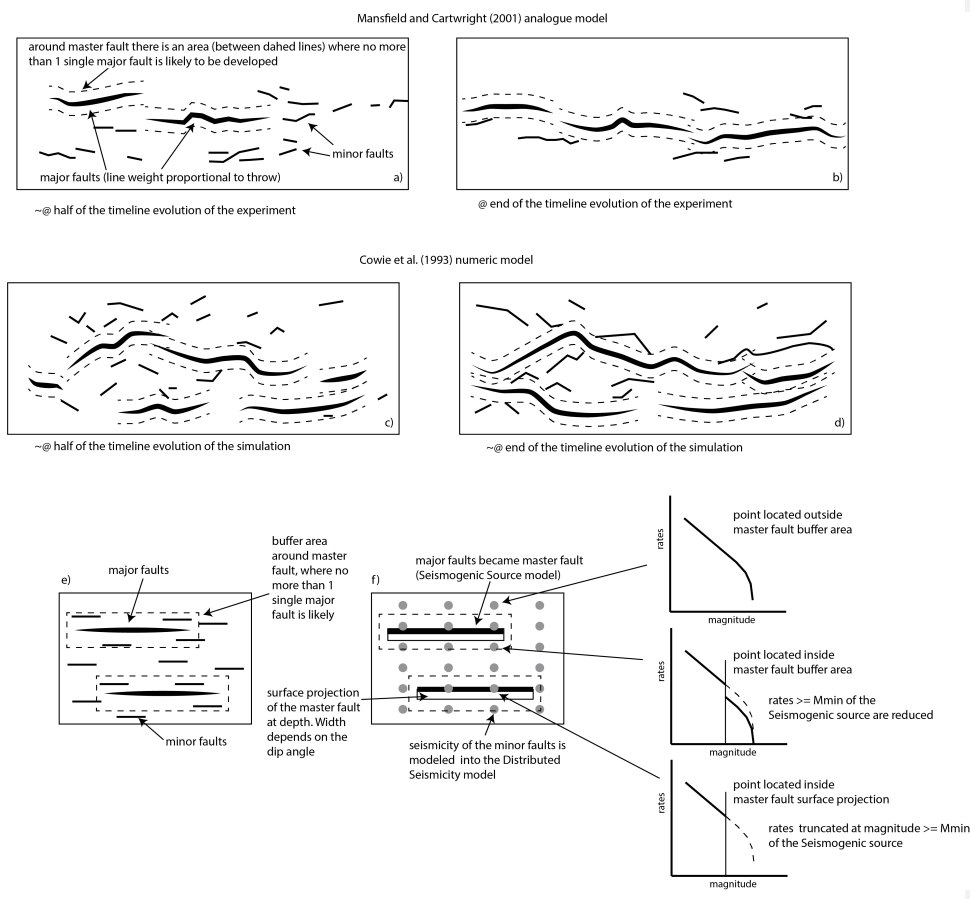 Mansfield and Cartwright (2001) analogue model
around master fault there is an area (between dahed lines) where no more
than 1 single major fault is likely to be developed
minor faults
major faults (line weight proportional to throw)
a)
b)
~@ half of the timeline evolution of the experiment
@ end of the timeline evolution of the experiment
Cowie et al. (1993) numeric model
c)
d)
~@ half of the timeline evolution of the simulation
~@ end of the timeline evolution of the simulation
e)
major faults
buffer area
around master
fault, where no
more than 1
single major
fault is likely
minor faults
f)
major faults became master fault
(Seismogenic Source model)
surface projection
of the master fault
at depth. Width
depends on the
dip angle
seismicity of the minor faults is
modeled into the Distributed
Seismicity model
rates
point located outside
master fault buffer area
magnitude
rates
point located inside
master fault buffer area
rates >= Mmin of the
Seismogenic source are reduced
magnitude
rates
point located inside
master fault surface projection
rates truncated at magnitude >= Mmin
of the Seismogenic source
magnitude